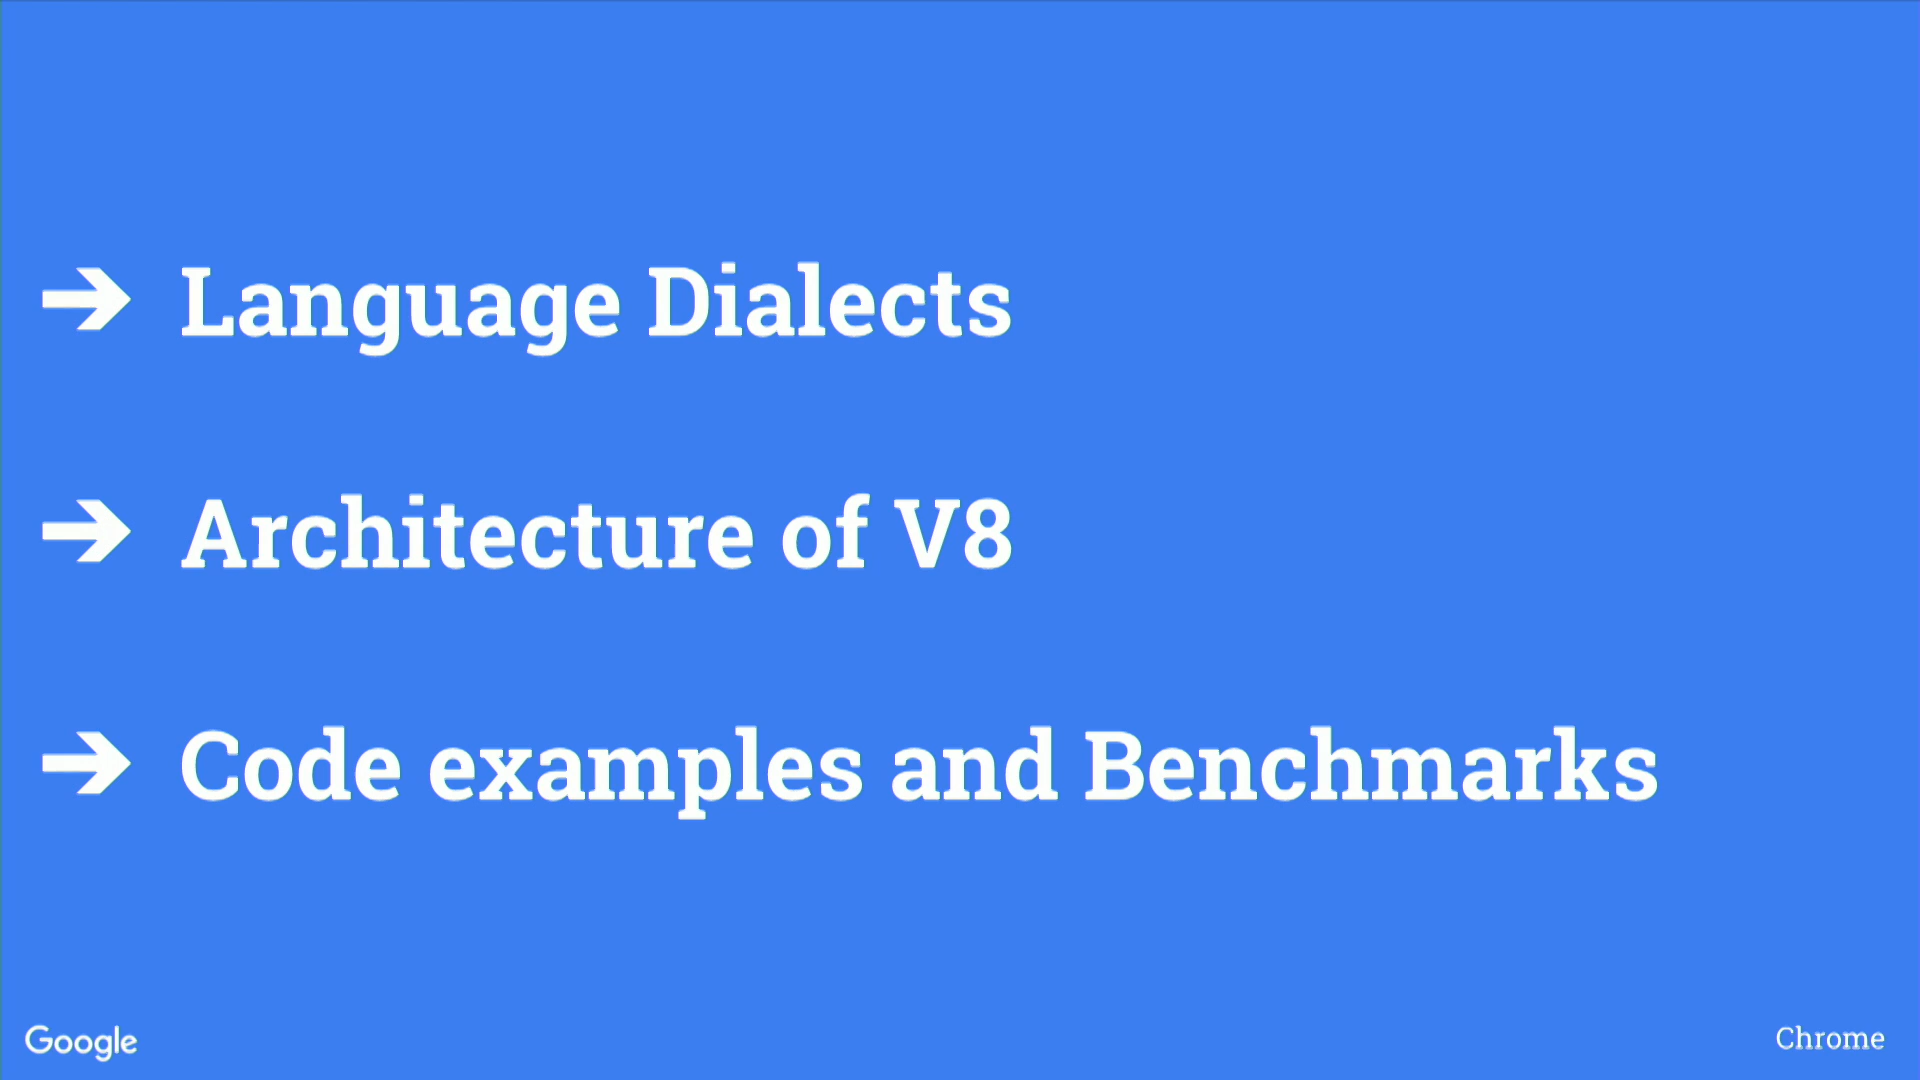 ➔ Language Dialects
➔ Architecture of V8
➔ Code examples and Benchmarks
Google
Chrome